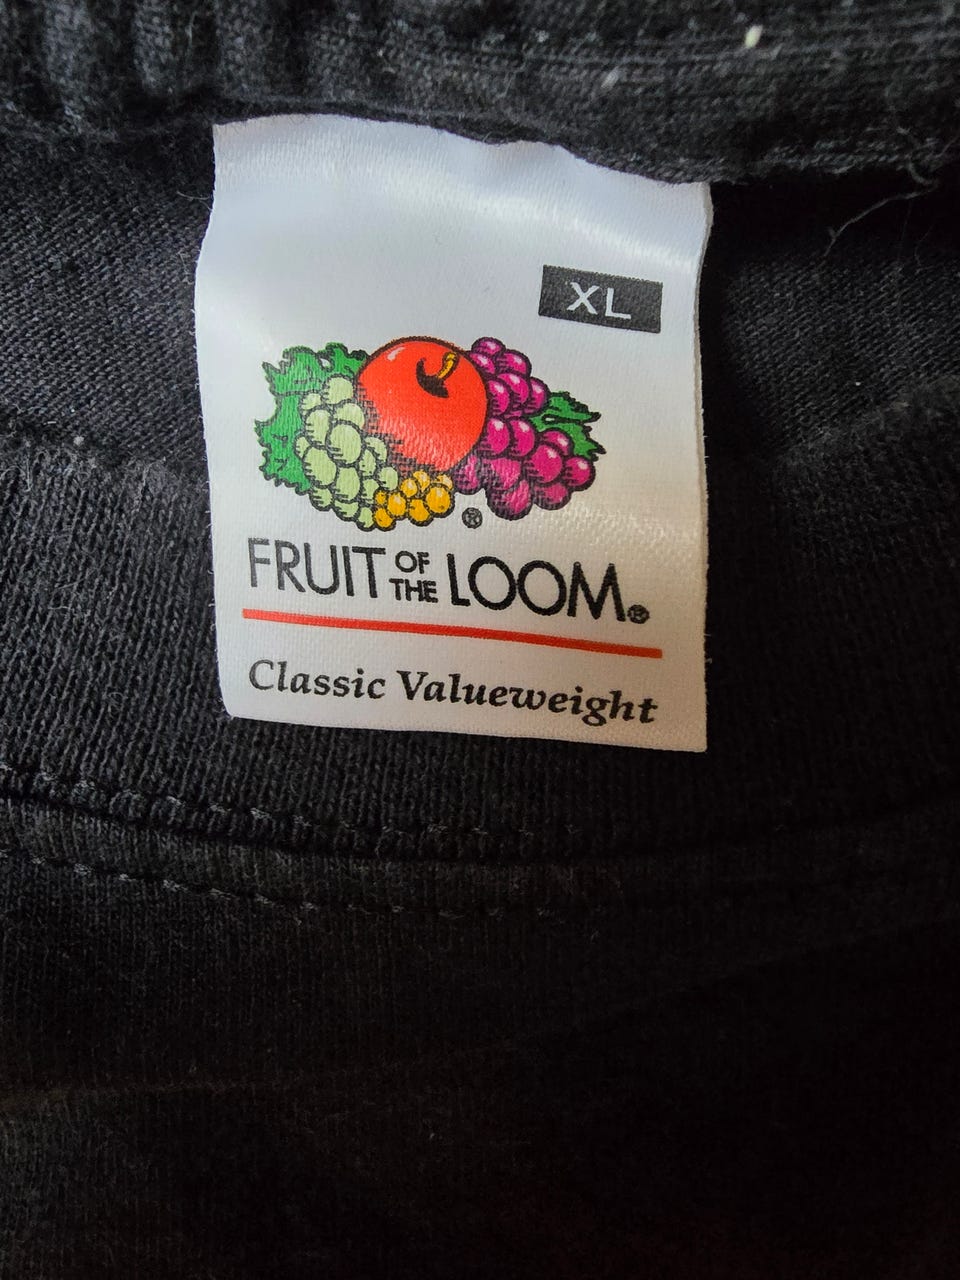 XL
®
FRUIT OF THE LOOM®
Classic Valueweight